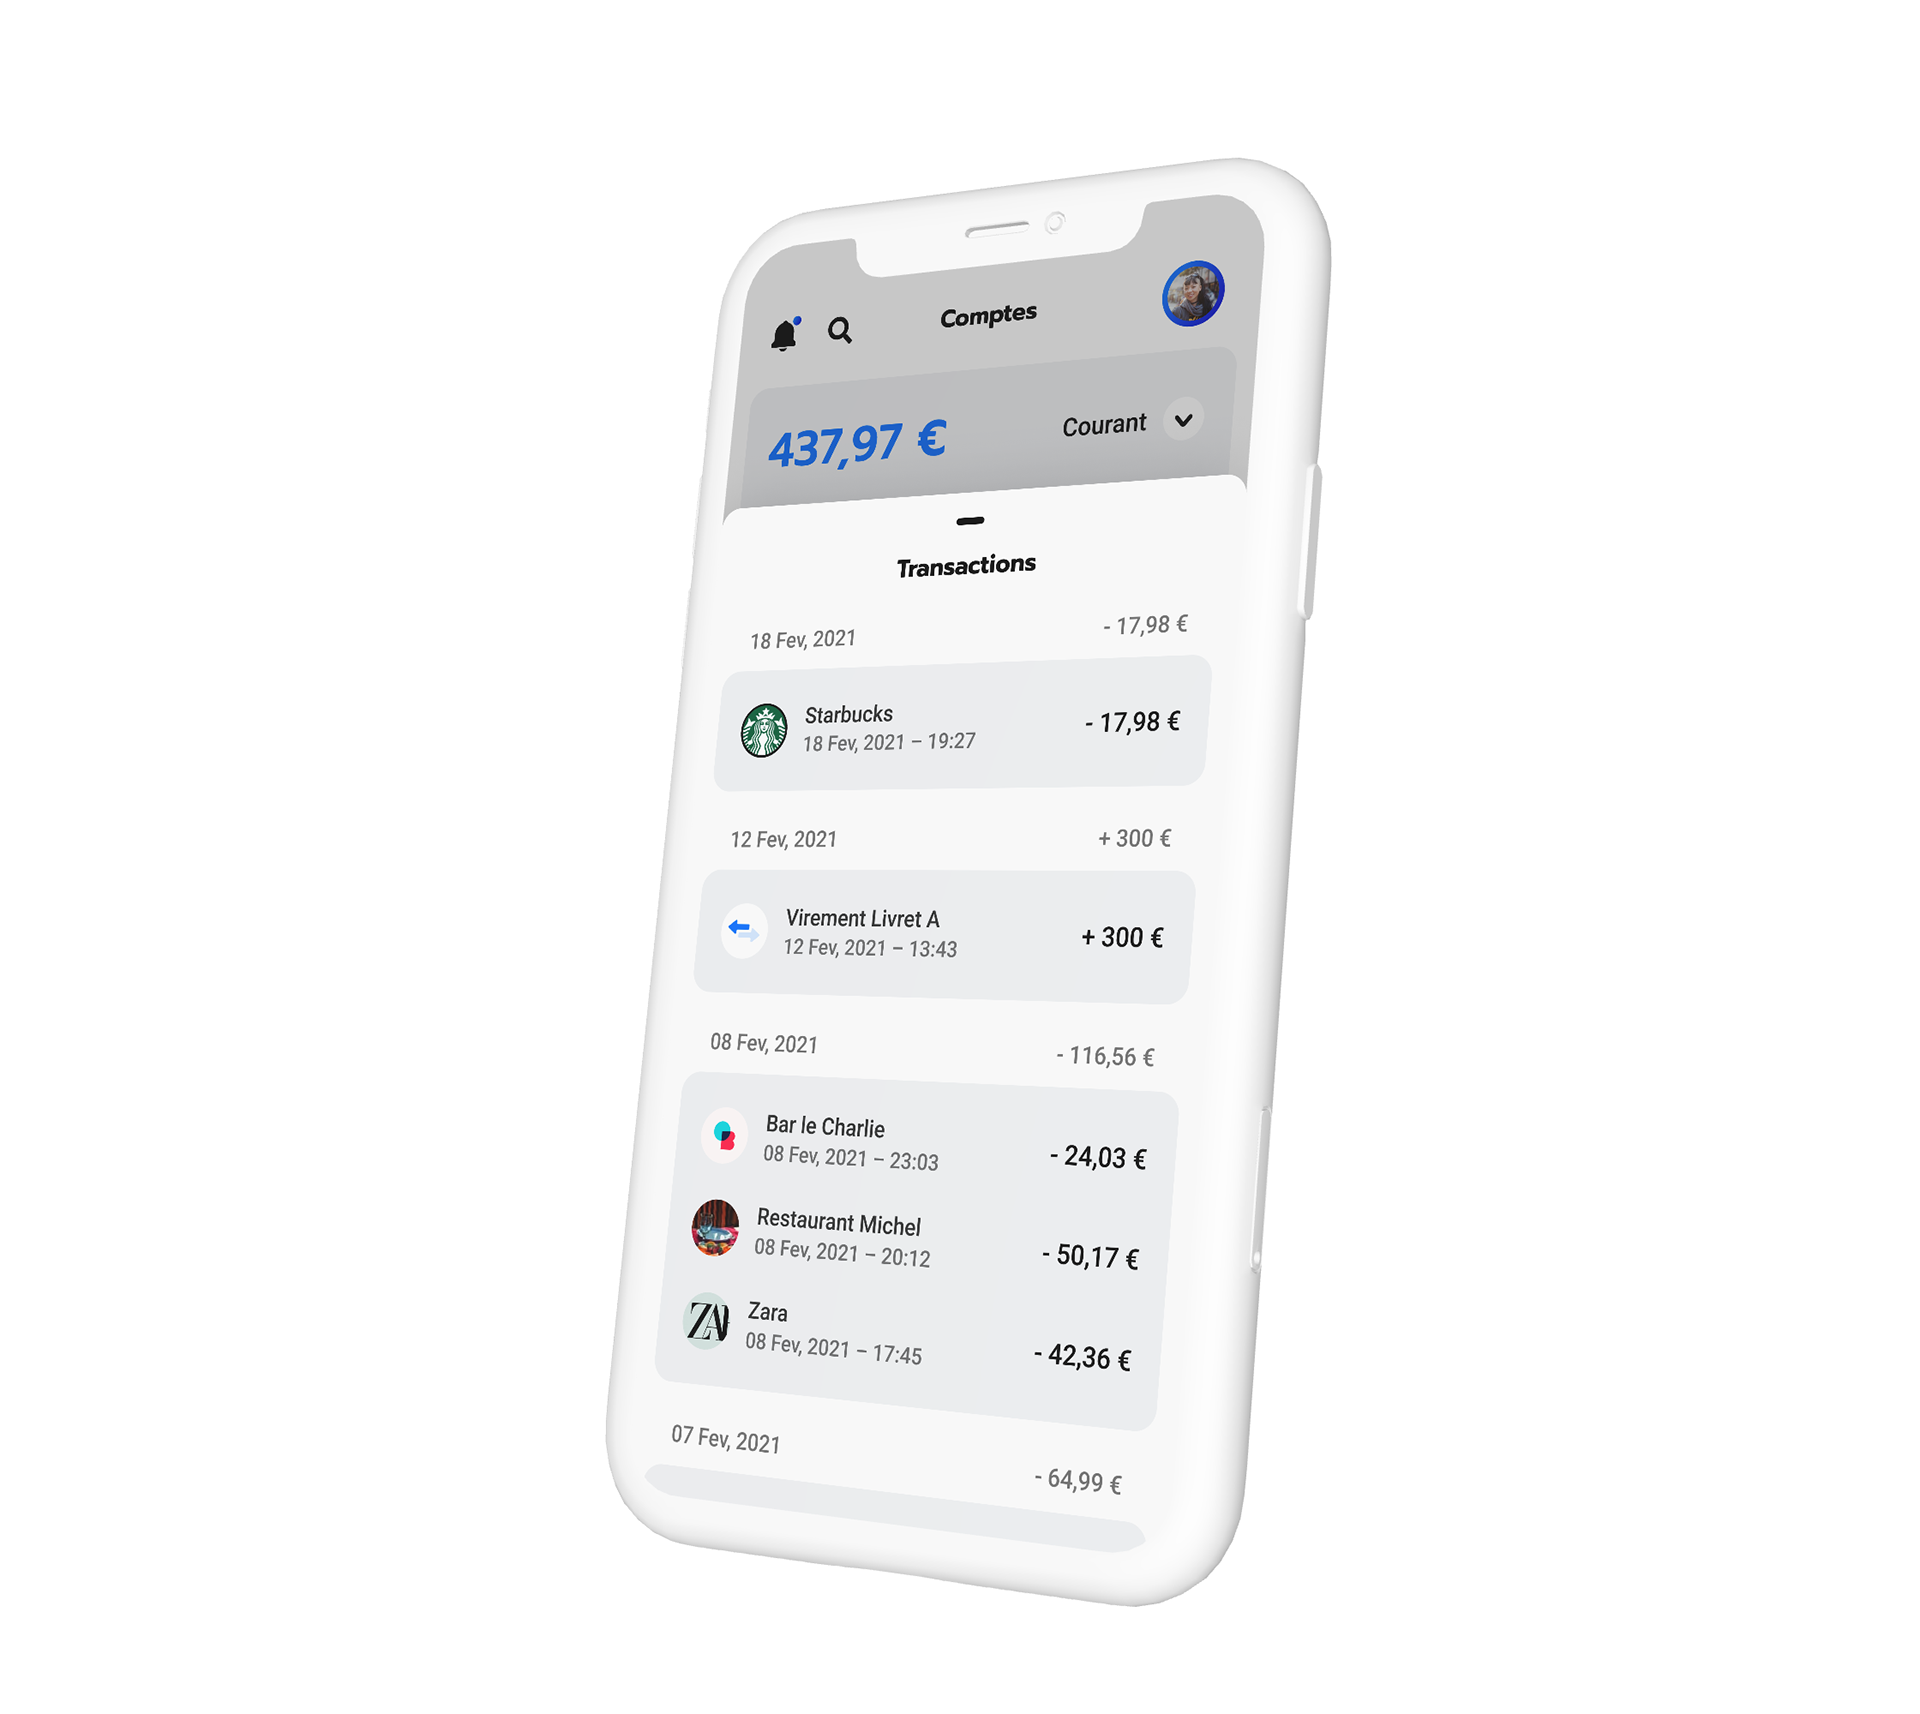 Comptes
437,97 € Courant
Transactions
18 Fev, 2021 - 17,98 €
Starbucks
18 Fev, 2021 – 19:27
- 17,98 €
12 Fev, 2021 + 300 €
Virement Livret A
12 Fev, 2021 – 13:43
+ 300 €
08 Fev, 2021 - 116,56 €
Bar le Charlie
08 Fev, 2021 – 23:03
- 24,03 €
Restaurant Michel
08 Fev, 2021 – 20:12
- 50,17 €
ZA
Zara
08 Fev, 2021 – 17:45
- 42,36 €
07 Fev, 2021 - 64,99 €